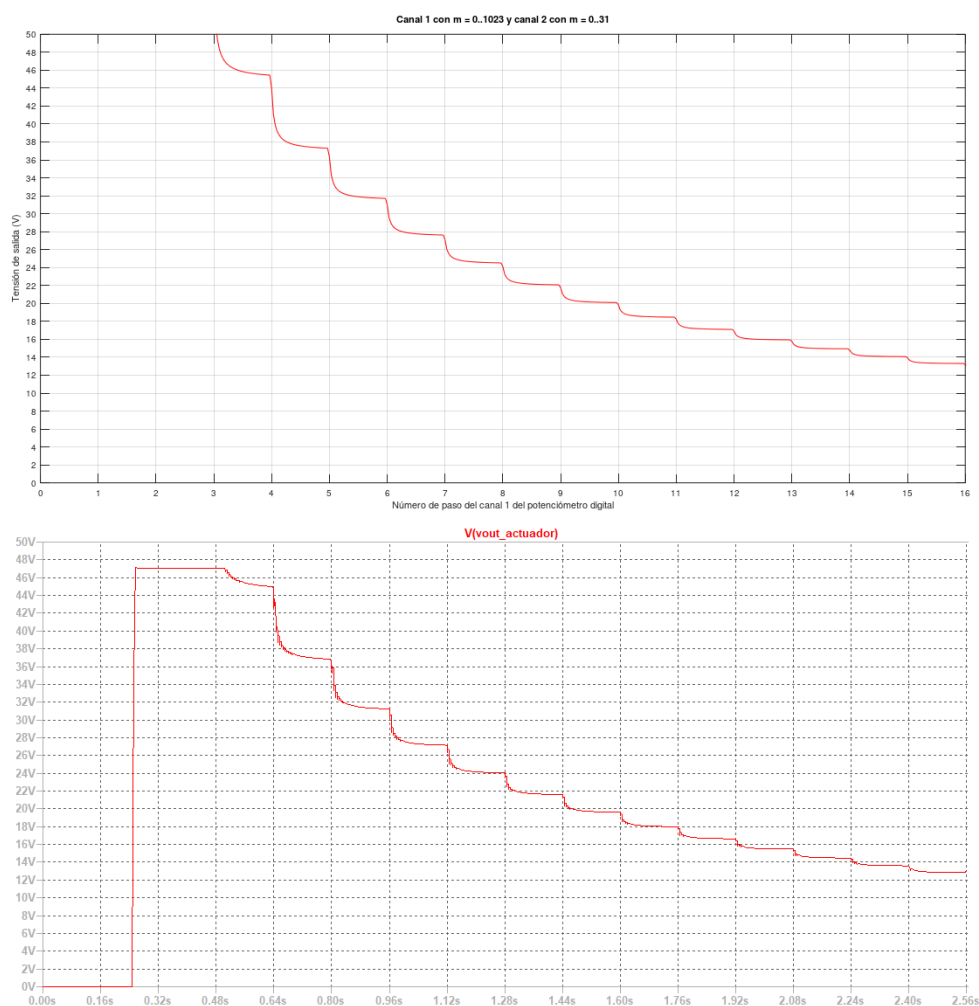 Canal 1 con m = 0..1023 y canal 2 con m = 0..31
Tensión de salida (V)
50
48
46
44
42
40
38
36
34
32
30
28
26
24
22
20
18
16
14
12
10
8
6
4
2
0
0 1 2 3 4 5 6 7 8 9 10 11 12 13 14 15 16
Número de paso del canal 1 del potenciómetro digital
V(vout_actuador)
50V
48V
46V
44V
42V
40V
38V
36V
34V
32V
30V
28V
26V
24V
22V
20V
18V
16V
14V
12V
10V
8V
6V
4V
2V
0V
0.00s 0.16s 0.32s 0.48s 0.64s 0.80s 0.96s 1.12s 1.28s 1.44s 1.60s 1.76s 1.92s 2.08s 2.24s 2.40s 2.56s